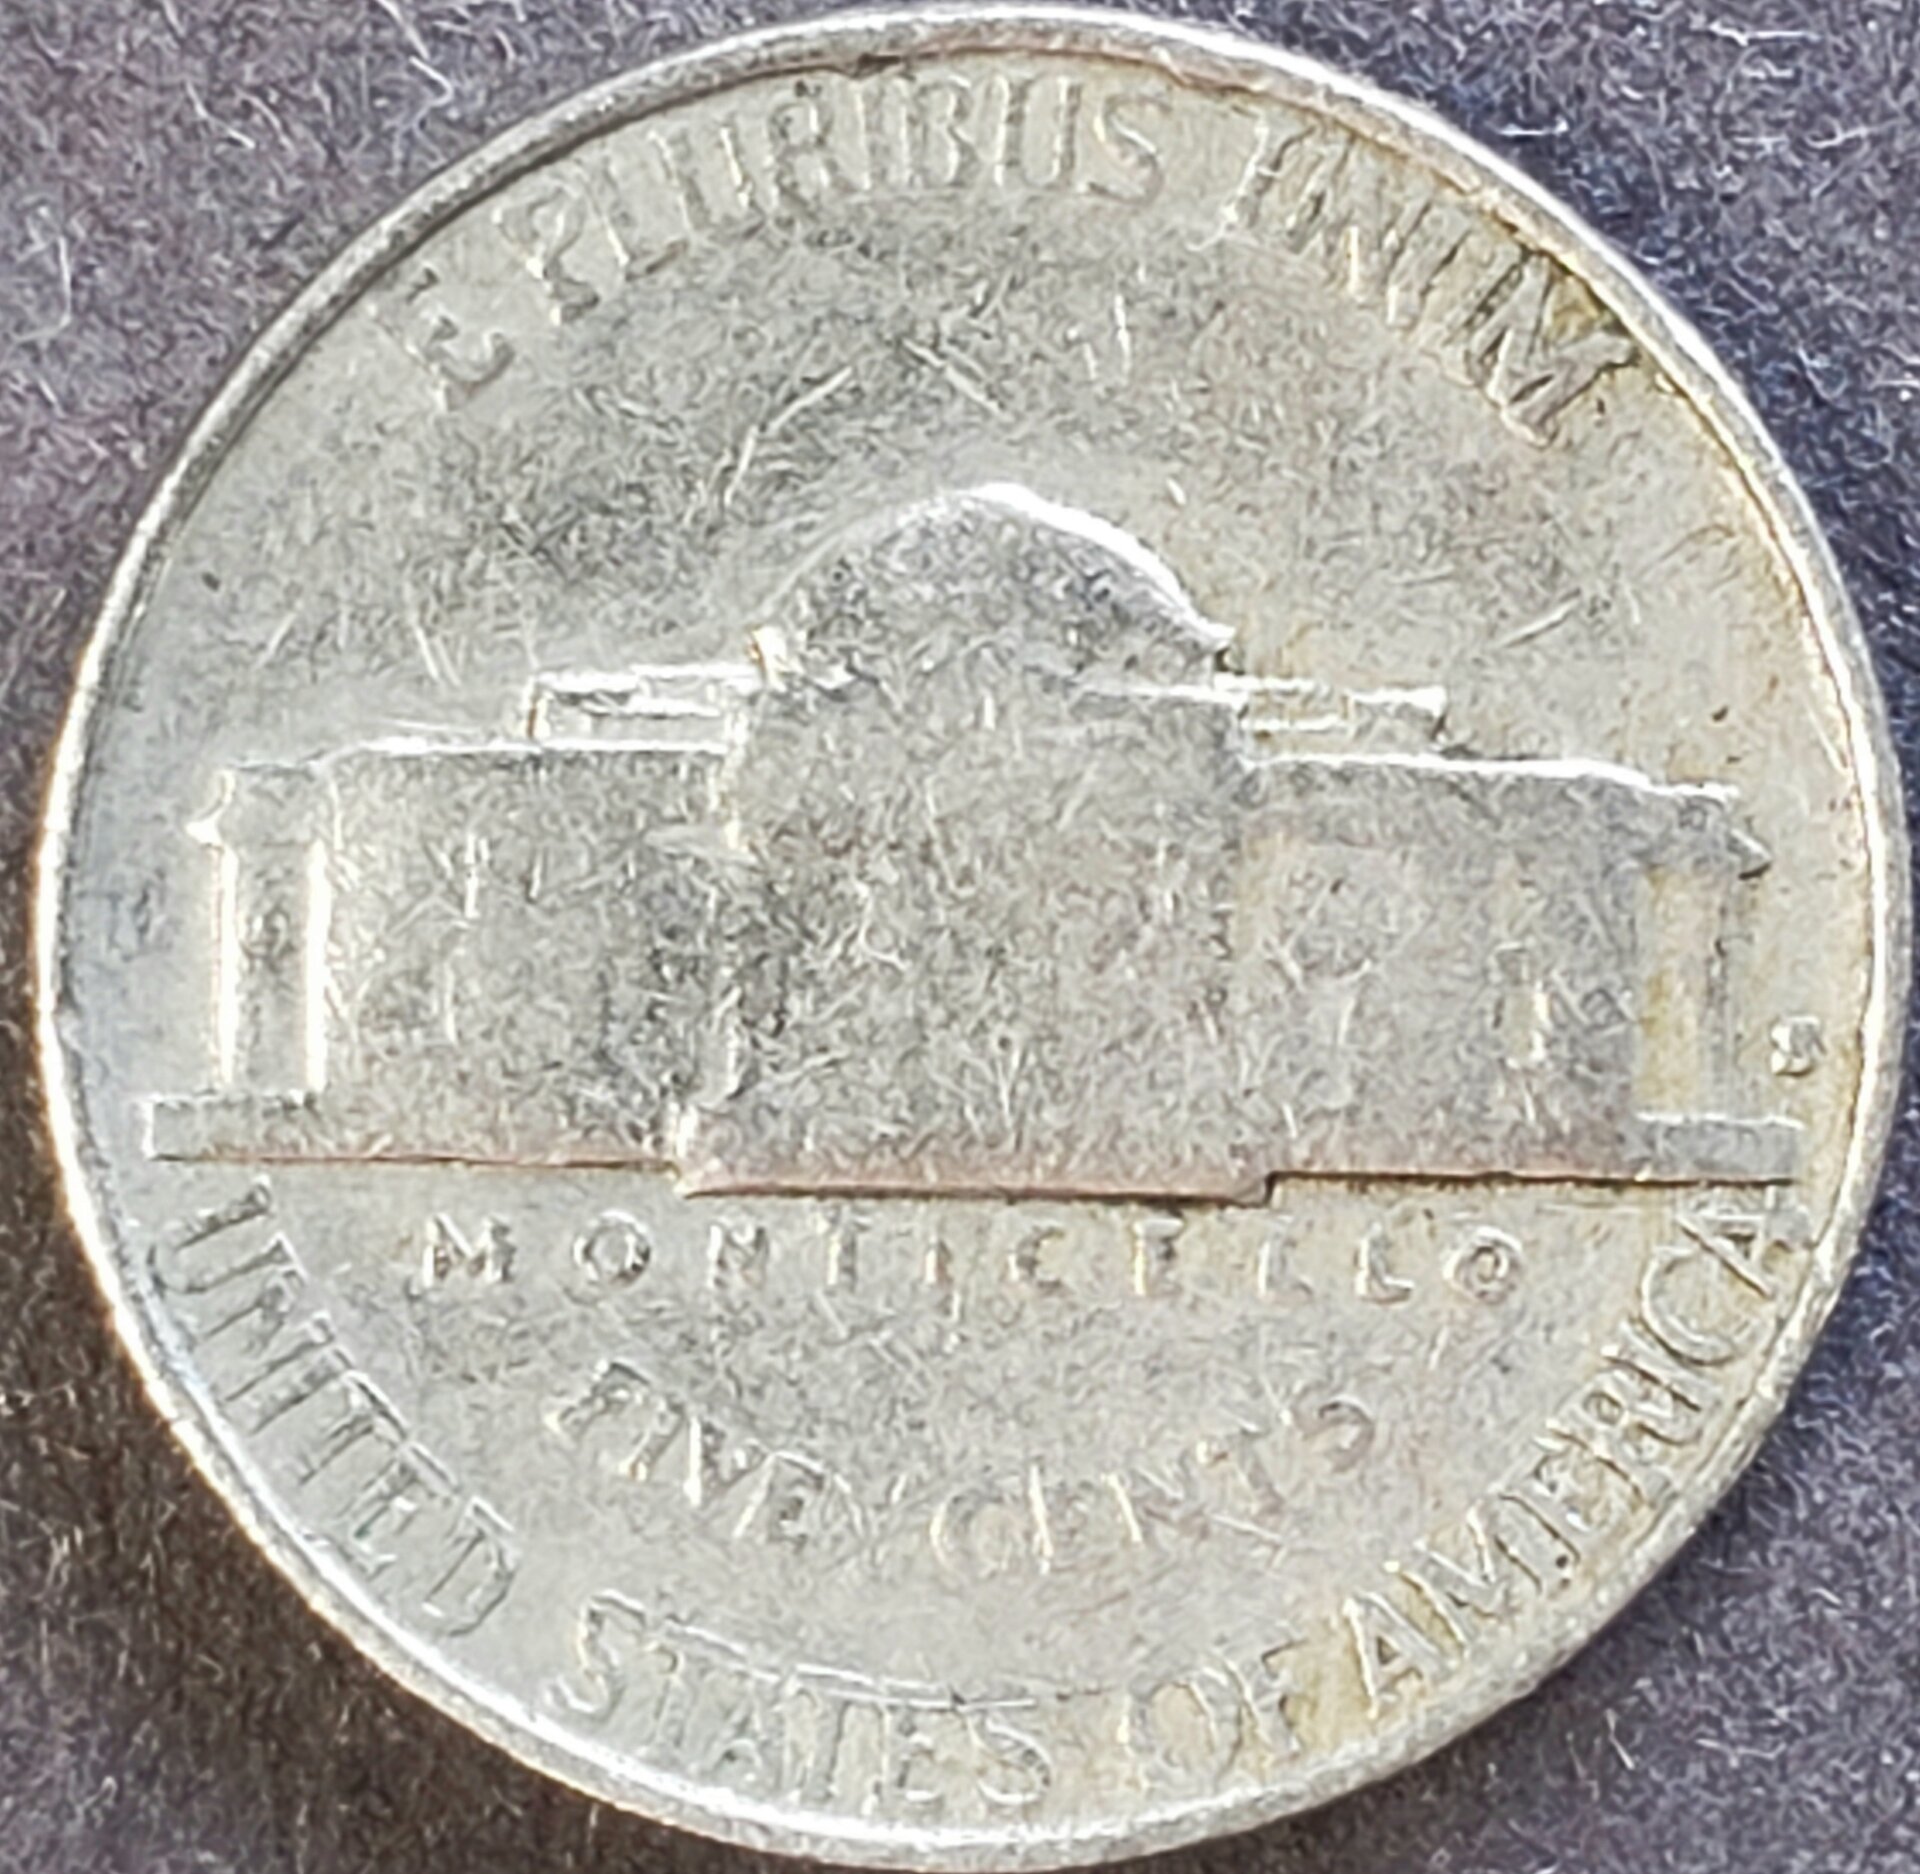 E PLURIBUS UNUM
S
MONTICELLO
FIVE CENTS
UNITED STATES OF AMERICA